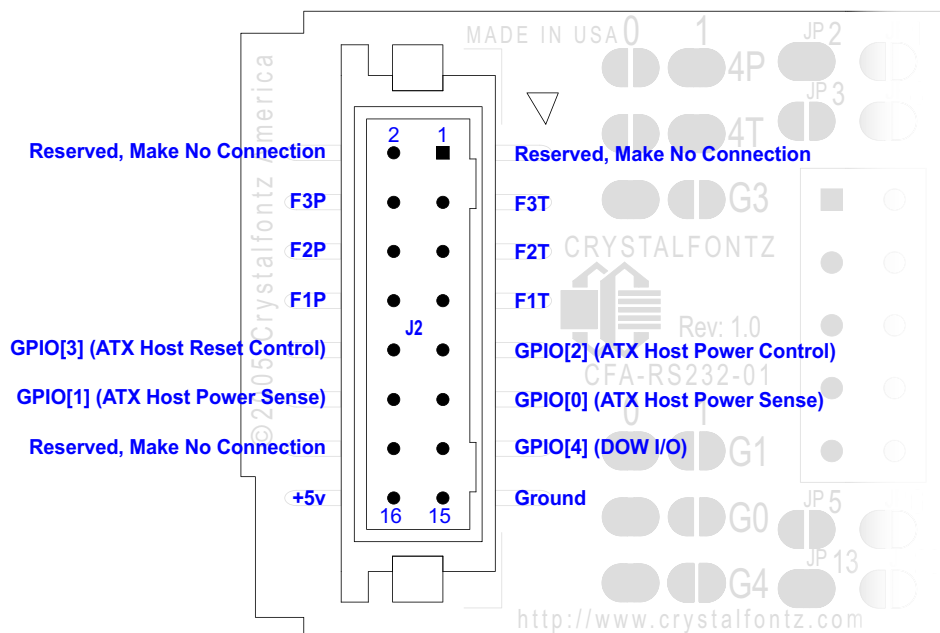 MADE IN USA 0 1 JP 2
4P
JP 3
2 1
4T
Reserved, Make No Connection
Reserved, Make No Connection
F3P
F3T
G3
F2P
F2T
CRYSTALFONTZ
F1P
F1T
J2
Rev: 1.0
GPIO[3] (ATX Host Reset Control)
GPIO[2] (ATX Host Power Control)
CFA-RS232-01
GPIO[1] (ATX Host Power Sense)
GPIO[0] (ATX Host Power Sense)
0 1
Reserved, Make No Connection
GPIO[4] (DOW I/O)
G1
+5v
Ground
JP 5
16 15
G0
JP 13
G4
http://www.crystalfontz.com
©2005 Crystalfontz America